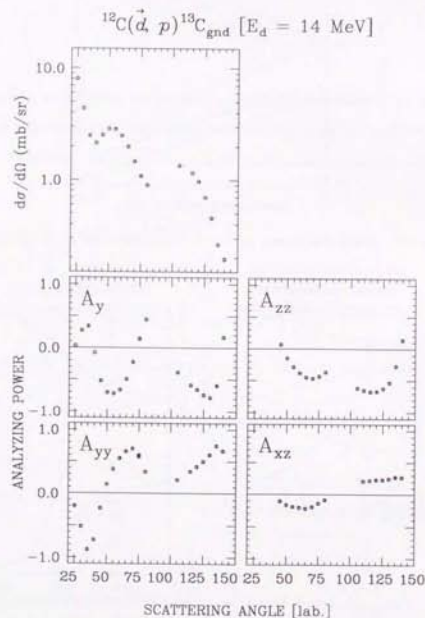 ¹²C(d⃗, p)¹³C_gnd [E_d = 14 MeV]
dσ/dΩ (mb/sr)
10.0
1.0
ANALYZING POWER
1.0
0.0
−1.0
A_y
A_zz
1.0
0.0
−1.0
A_yy
A_xz
25 50 75 100 125 150
25 50 75 100 125 150
SCATTERING ANGLE [lab.]